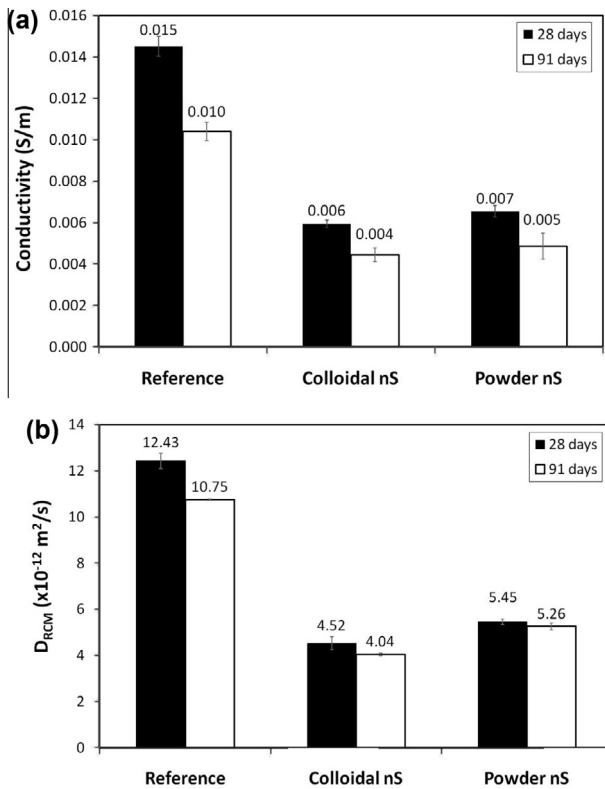 (a)
0.016
0.014
0.012
0.010
0.008
0.006
0.004
0.002
0.000
Conductivity (S/m)
0.015
0.010
0.006
0.004
0.007
0.005
28 days
91 days
Reference Colloidal nS Powder nS
(b)
14
12
10
8
6
4
2
0
D_RCM (x10⁻¹² m²/s)
12.43
10.75
4.52
4.04
5.45
5.26
28 days
91 days
Reference Colloidal nS Powder nS